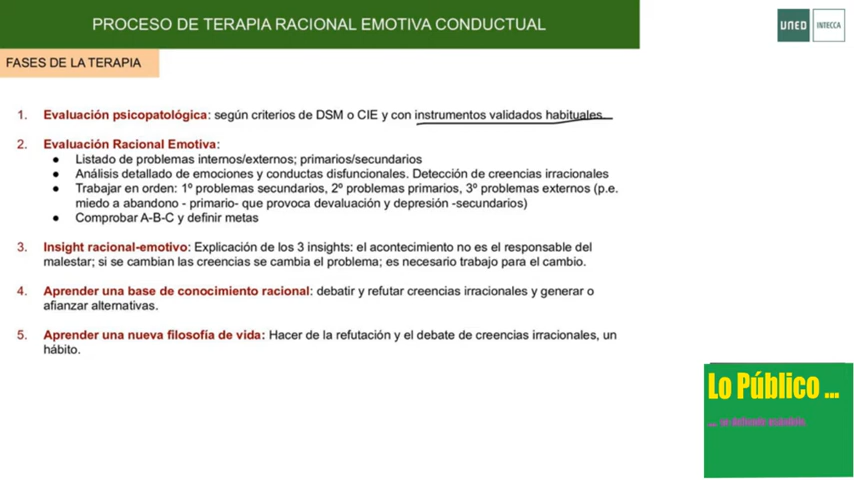 PROCESO DE TERAPIA RACIONAL EMOTIVA CONDUCTUAL
UNED
INTECCA
FASES DE LA TERAPIA
1. Evaluación psicopatológica: según criterios de DSM o CIE y con instrumentos validados habituales.
2. Evaluación Racional Emotiva:
● Listado de problemas internos/externos; primarios/secundarios
● Análisis detallado de emociones y conductas disfuncionales. Detección de creencias irracionales
● Trabajar en orden: 1º problemas secundarios, 2º problemas primarios, 3º problemas externos (p.e.
miedo a abandono - primario- que provoca devaluación y depresión -secundarios)
● Comprobar A-B-C y definir metas
3. Insight racional-emotivo: Explicación de los 3 insights: el acontecimiento no es el responsable del
malestar; si se cambian las creencias se cambia el problema; es necesario trabajo para el cambio.
4. Aprender una base de conocimiento racional: debatir y refutar creencias irracionales y generar o
afianzar alternativas.
5. Aprender una nueva filosofía de vida: Hacer de la refutación y el debate de creencias irracionales, un
hábito.
Lo Público ...